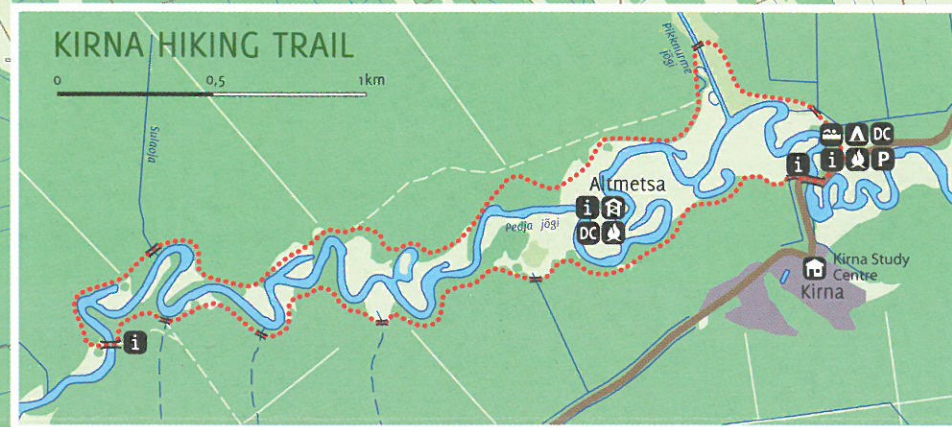 KIRNA HIKING TRAIL
0 0,5 1km
Pikknurme
jõgi
Sulaoja
DC
i
i P
Altmetsa
i
DC
Pedja jõgi
Kirna Study
Centre
Kirna
i